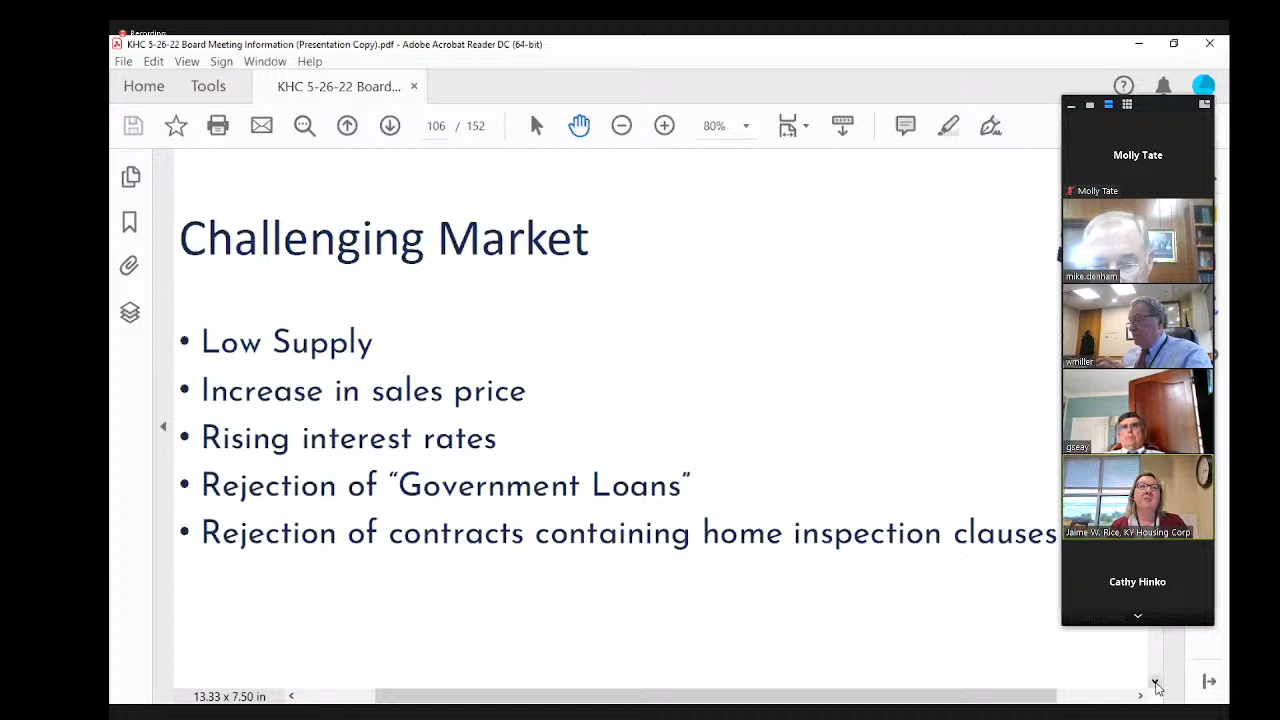 Recording
KHC 5-26-22 Board Meeting Information (Presentation Copy).pdf - Adobe Acrobat Reader DC (64-bit)
File Edit View Sign Window Help
Home Tools KHC 5-26-22 Board... ×
106 / 152 80%
Molly Tate
Molly Tate
Challenging Market
mike.denham
• Low Supply
wmiller
• Increase in sales price
• Rising interest rates
gseay
• Rejection of “Government Loans”
• Rejection of contracts containing home inspection clauses
Jaime W. Rice, KY Housing Corp
Cathy Hinko
13.33 x 7.50 in